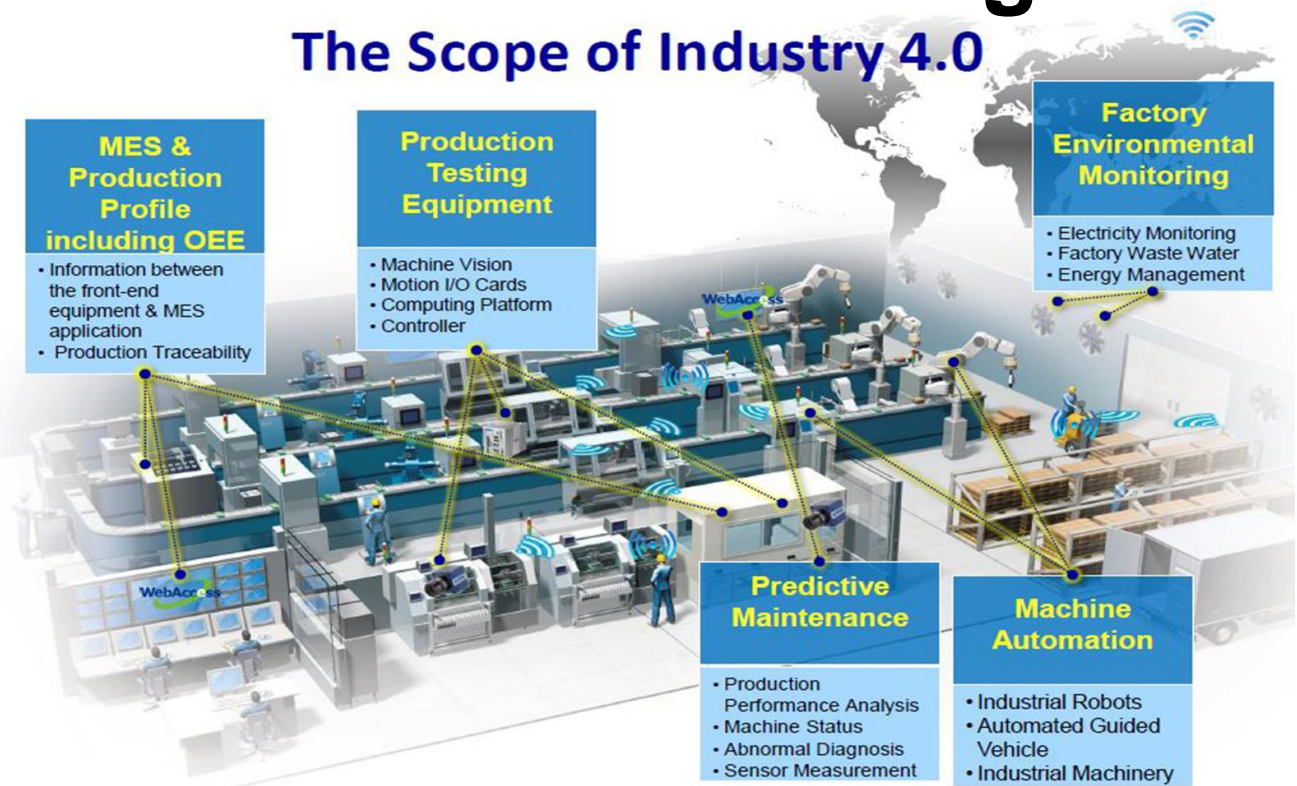 g
The Scope of Industry 4.0
MES &
Production
Profile
including OEE
• Information between
the front-end
equipment & MES
application
• Production Traceability
Production
Testing
Equipment
• Machine Vision
• Motion I/O Cards
• Computing Platform
• Controller
Factory
Environmental
Monitoring
• Electricity Monitoring
• Factory Waste Water
• Energy Management
WebAccess
WebAccess
Predictive
Maintenance
• Production
Performance Analysis
• Machine Status
• Abnormal Diagnosis
• Sensor Measurement
Machine
Automation
• Industrial Robots
• Automated Guided
Vehicle
• Industrial Machinery